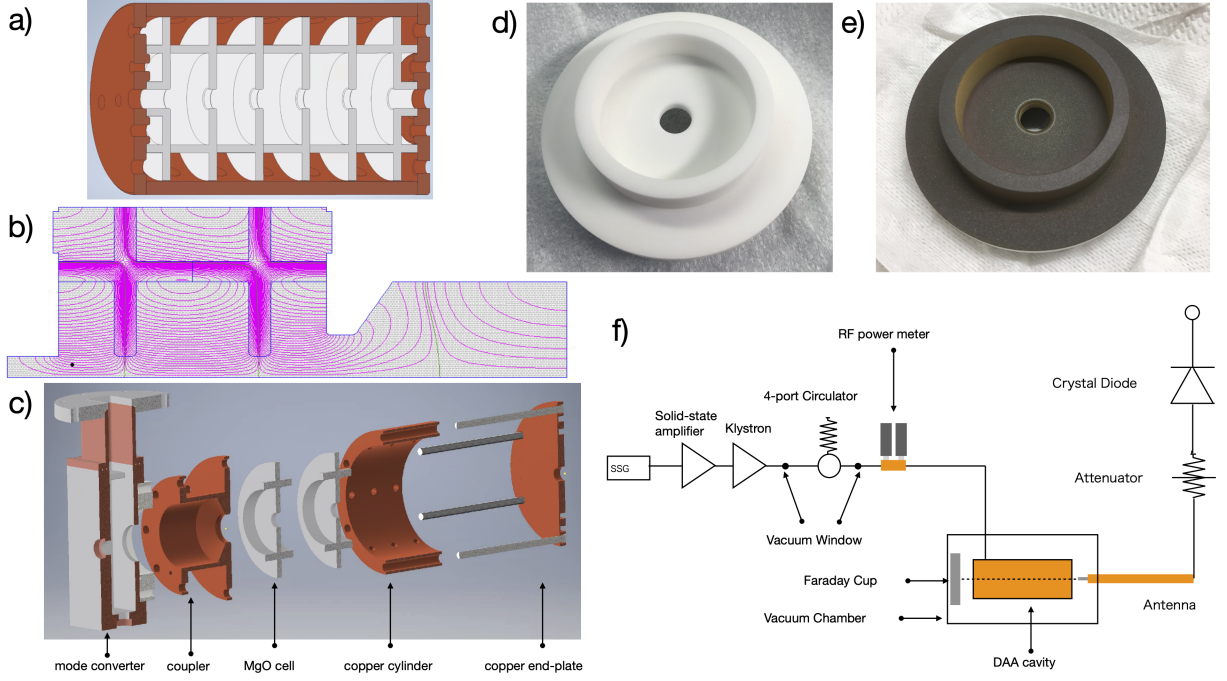 a)
b)
c)
mode converter
coupler
MgO cell
copper cylinder
copper end-plate
d)
e)
f)
RF power meter
4-port Circulator
Solid-state
amplifier
Klystron
SSG
Vacuum Window
Crystal Diode
Attenuator
Faraday Cup
Vacuum Chamber
Antenna
DAA cavity